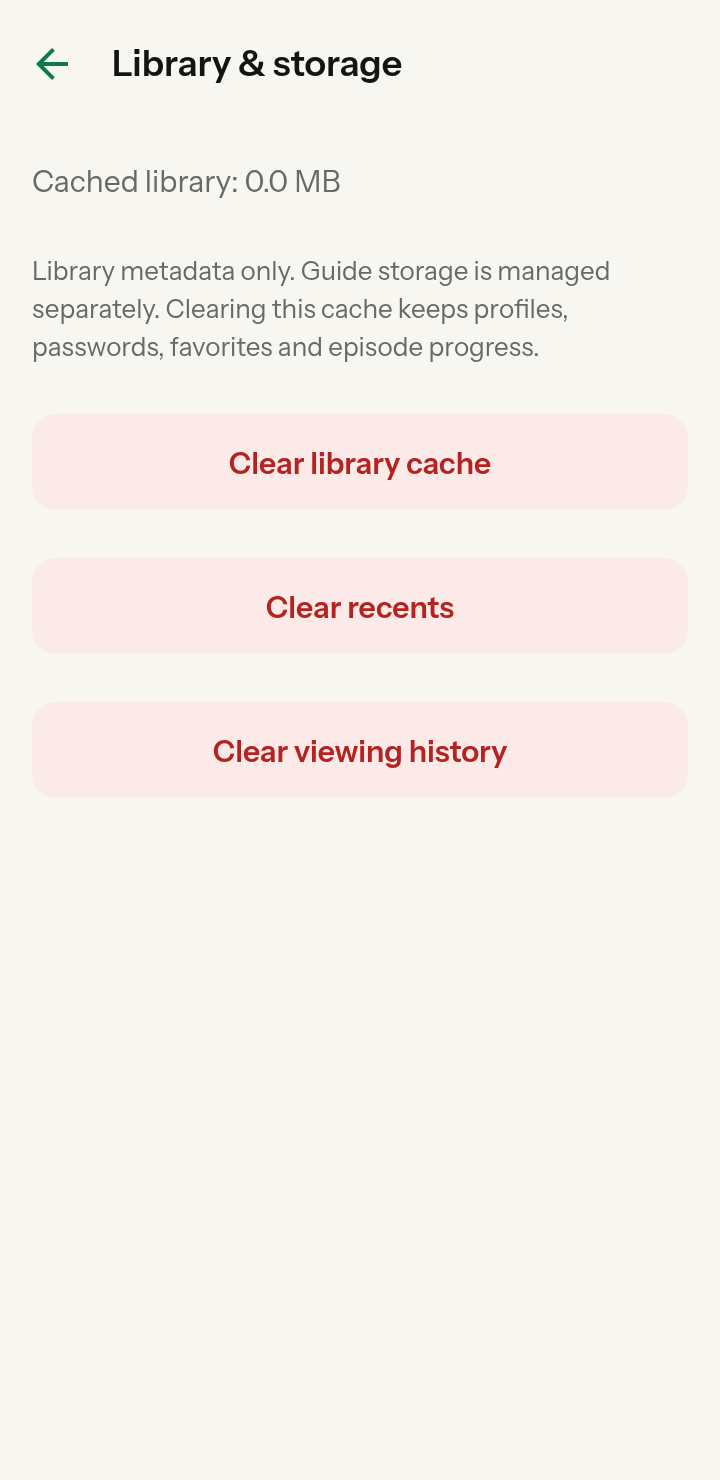 Library & storage
Cached library: 0.0 MB
Library metadata only. Guide storage is managed
separately. Clearing this cache keeps profiles,
passwords, favorites and episode progress.
Clear library cache
Clear recents
Clear viewing history